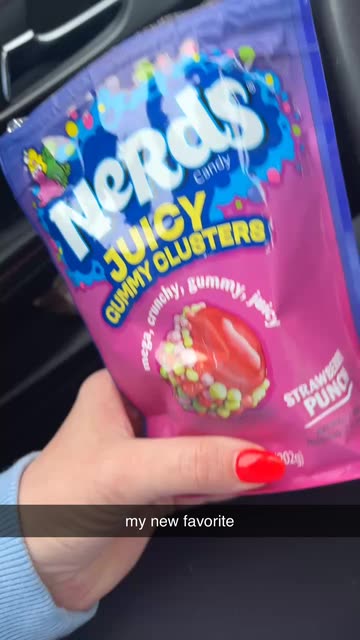 NeRds
Candy
JUICY
GUMMY CLUSTERS
mega, crunchy, gummy, juicy
STRAWBERRY
PUNCH
my new favorite